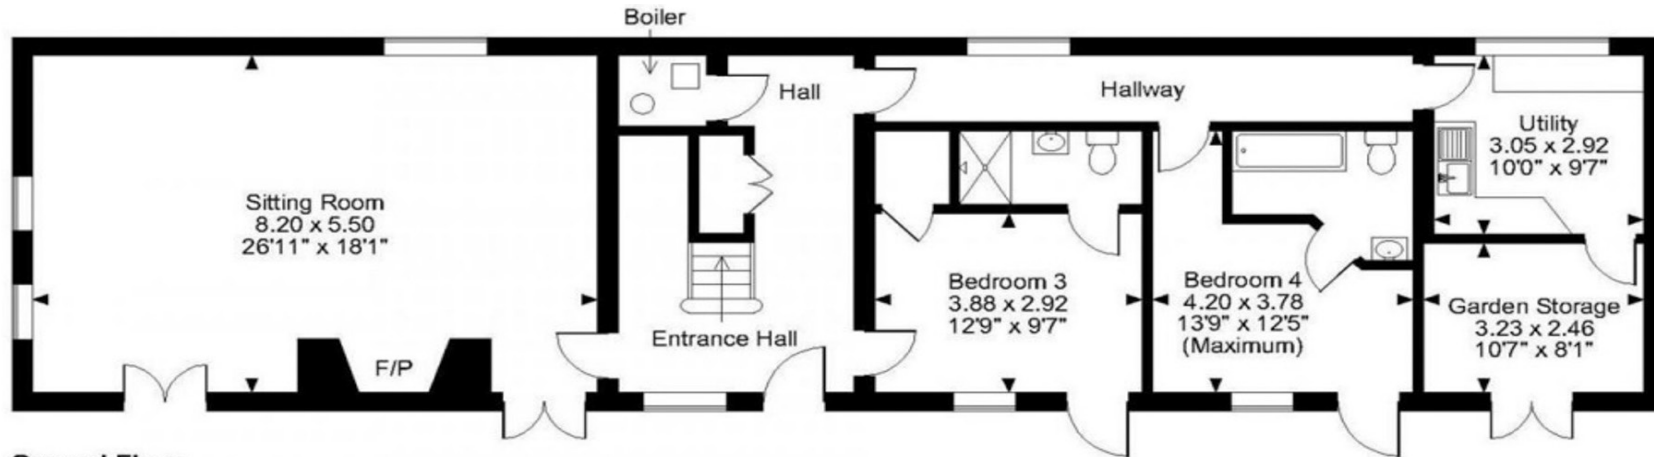 Boiler
Hall
Hallway
Utility
3.05 x 2.92
10'0" x 9'7"
Sitting Room
8.20 x 5.50
26'11" x 18'1"
Bedroom 3
3.88 x 2.92
12'9" x 9'7"
Bedroom 4
4.20 x 3.78
13'9" x 12'5"
(Maximum)
Garden Storage
3.23 x 2.46
10'7" x 8'1"
Entrance Hall
F/P